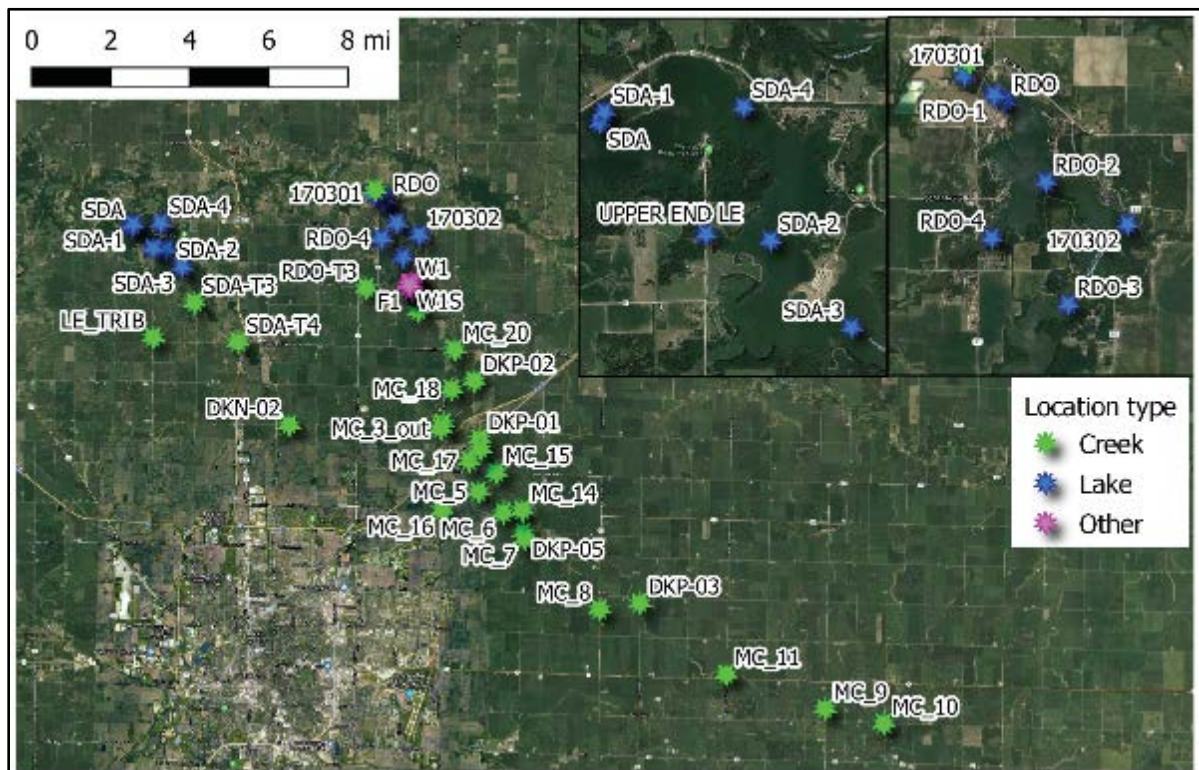 0 2 4 6 8 mi
SDA-1
SDA
SDA-4
UPPER END LE
SDA-2
SDA-3
170301
RDO
RDO-1
RDO-2
RDO-4
170302
RDO-3
170301
RDO
SDA
SDA-4
170302
SDA-1
RDO-4
SDA-2
SDA-3
RDO-T3
W1
SDA-T3
F1
W1S
LE_TRIB
SDA-T4
MC_20
DKP-02
MC_18
DKN-02
MC_3_out
DKP-01
MC_17
MC_15
MC_5
MC_14
MC_16
MC_6
MC_7
DKP-05
MC_8
DKP-03
MC_11
MC_9
MC_10
Location type
Creek
Lake
Other